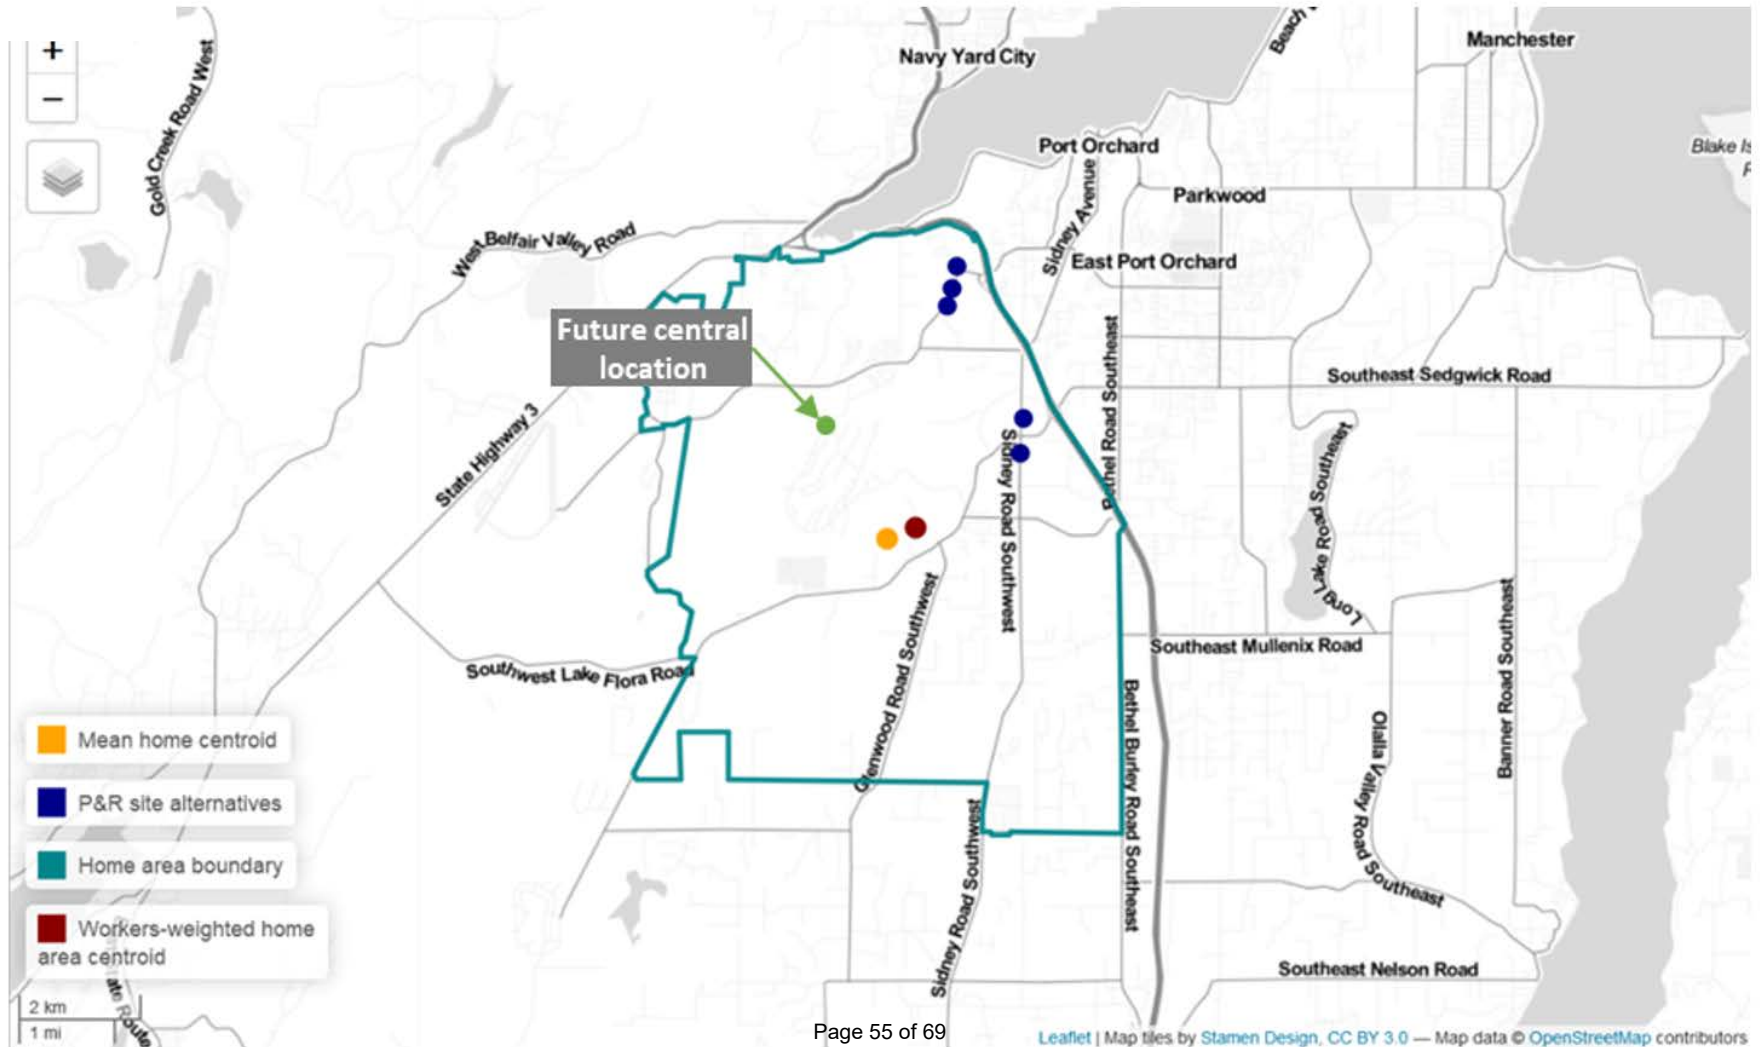 +
−
Gold Creek Road West
Navy Yard City
Beach
Manchester
Port Orchard
Blake Is
Parkwood
Sidney Avenue
West Belfair Valley Road
East Port Orchard
Future central
location
Bethel Road Southeast
Southeast Sedgwick Road
State Highway 3
Sidney Road Southwest
Long Lake Road Southeast
Glenwood Road Southwest
Southeast Mullenix Road
Southwest Lake Flora Road
Banner Road Southeast
Bethel Burley Road Southeast
Olalla Valley Road Southeast
Mean home centroid
P&R site alternatives
Home area boundary
Workers-weighted home
area centroid
Sidney Road Southwest
Southeast Nelson Road
State Route
2 km
1 mi
Page 55 of 69
Leaflet | Map tiles by Stamen Design, CC BY 3.0 — Map data © OpenStreetMap contributors